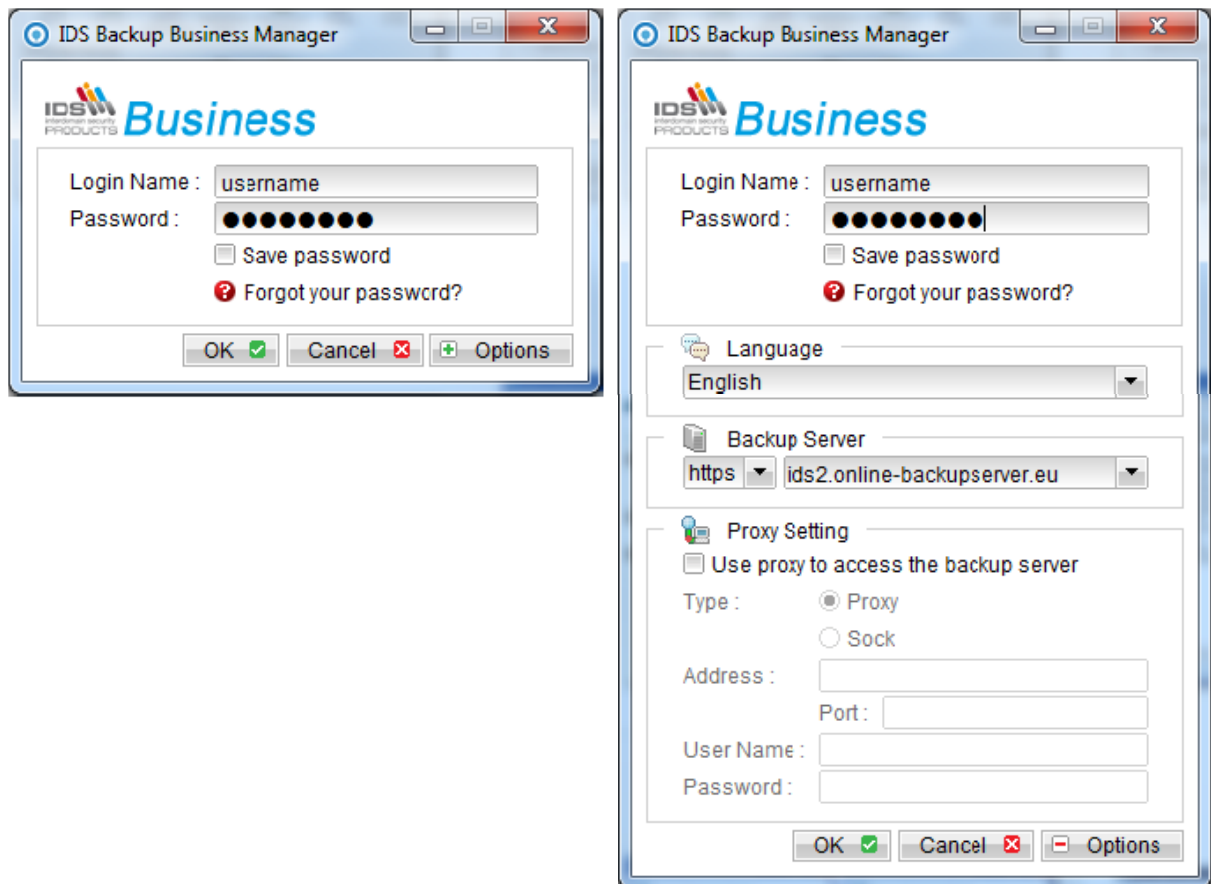 IDS Backup Business Manager
IDS
interdomain security
PRODUCTS
Business
Login Name : username
Password : ●●●●●●●●
Save password
Forgot your password?
OK Cancel Options
IDS Backup Business Manager
IDS
interdomain security
PRODUCTS
Business
Login Name : username
Password : ●●●●●●●●
Save password
Forgot your password?
Language
English
Backup Server
https ids2.online-backupserver.eu
Proxy Setting
Use proxy to access the backup server
Type : Proxy
Sock
Address :
Port :
User Name :
Password :
OK Cancel Options